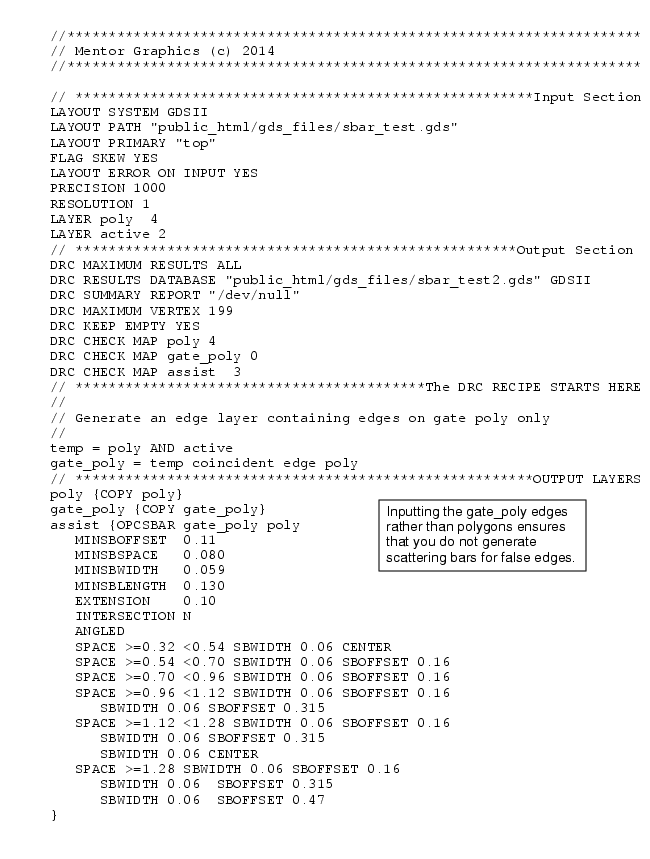 //**********************************************************************
// Mentor Graphics (c) 2014
//**********************************************************************
// *******************************************************Input Section
LAYOUT SYSTEM GDSII
LAYOUT PATH "public_html/gds_files/sbar_test.gds"
LAYOUT PRIMARY "top"
FLAG SKEW YES
LAYOUT ERROR ON INPUT YES
PRECISION 1000
RESOLUTION 1
LAYER poly  4
LAYER active 2
// *****************************************************Output Section
DRC MAXIMUM RESULTS ALL
DRC RESULTS DATABASE "public_html/gds_files/sbar_test2.gds" GDSII
DRC SUMMARY REPORT "/dev/null"
DRC MAXIMUM VERTEX 199
DRC KEEP EMPTY YES
DRC CHECK MAP poly 4
DRC CHECK MAP gate_poly 0
DRC CHECK MAP assist  3
// ******************************************The DRC RECIPE STARTS HERE
//
// Generate an edge layer containing edges on gate poly only
//
temp = poly AND active
gate_poly = temp coincident edge poly
// *******************************************************OUTPUT LAYERS
poly {COPY poly}
gate_poly {COPY gate_poly}
assist {OPCSBAR gate_poly poly
   MINSBOFFSET  0.11
   MINSBSPACE   0.080
   MINSBWIDTH   0.059
   MINSBLENGTH  0.130
   EXTENSION    0.10
   INTERSECTION N
   ANGLED
   SPACE >=0.32 <0.54 SBWIDTH 0.06 CENTER
   SPACE >=0.54 <0.70 SBWIDTH 0.06 SBOFFSET 0.16
   SPACE >=0.70 <0.96 SBWIDTH 0.06 SBOFFSET 0.16
   SPACE >=0.96 <1.12 SBWIDTH 0.06 SBOFFSET 0.16
      SBWIDTH 0.06 SBOFFSET 0.315
   SPACE >=1.12 <1.28 SBWIDTH 0.06 SBOFFSET 0.16
      SBWIDTH 0.06 SBOFFSET 0.315
      SBWIDTH 0.06 CENTER
   SPACE >=1.28 SBWIDTH 0.06 SBOFFSET 0.16
      SBWIDTH 0.06  SBOFFSET 0.315
      SBWIDTH 0.06  SBOFFSET 0.47
}
Inputting the gate_poly edges
rather than polygons ensures
that you do not generate
scattering bars for false edges.